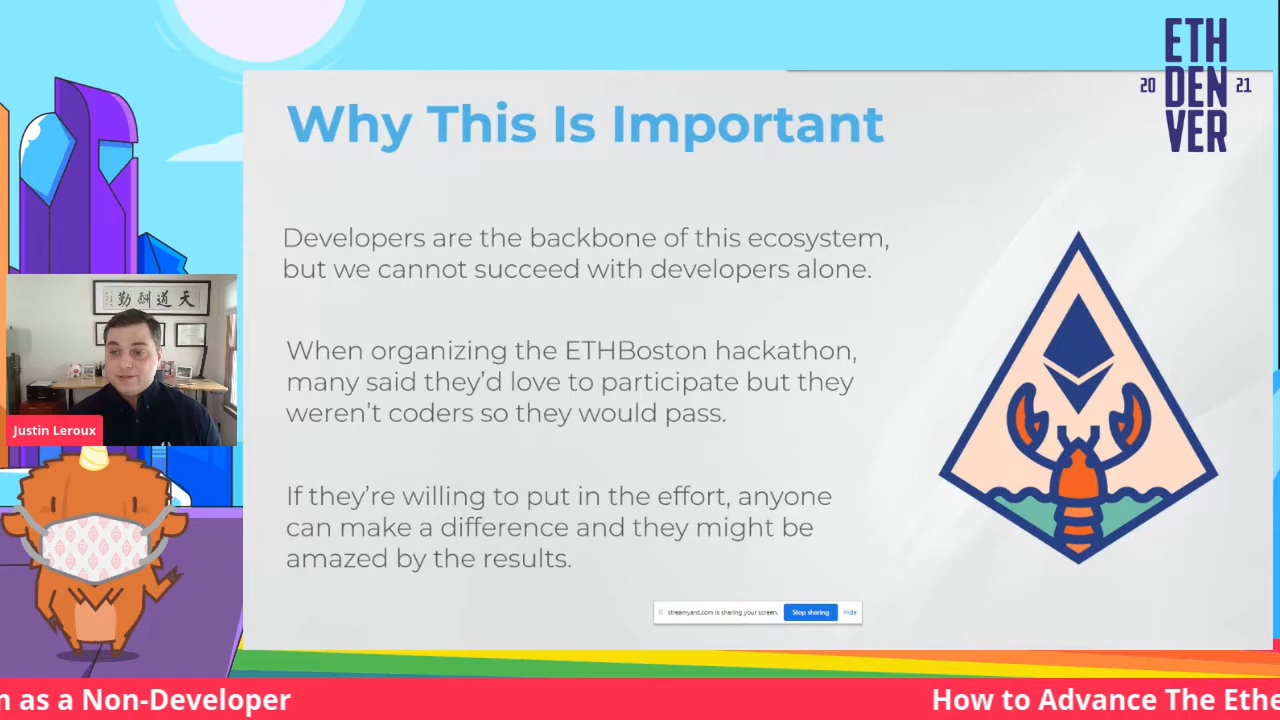 ETH
20 DEN 21
VER
Why This Is Important
Developers are the backbone of this ecosystem,
but we cannot succeed with developers alone.
When organizing the ETHBoston hackathon,
many said they'd love to participate but they
weren't coders so they would pass.
If they're willing to put in the effort, anyone
can make a difference and they might be
amazed by the results.
天道酬勤
Justin Leroux
streamyard.com is sharing your screen. Stop sharing Hide
n as a Non-Developer How to Advance The Ethe